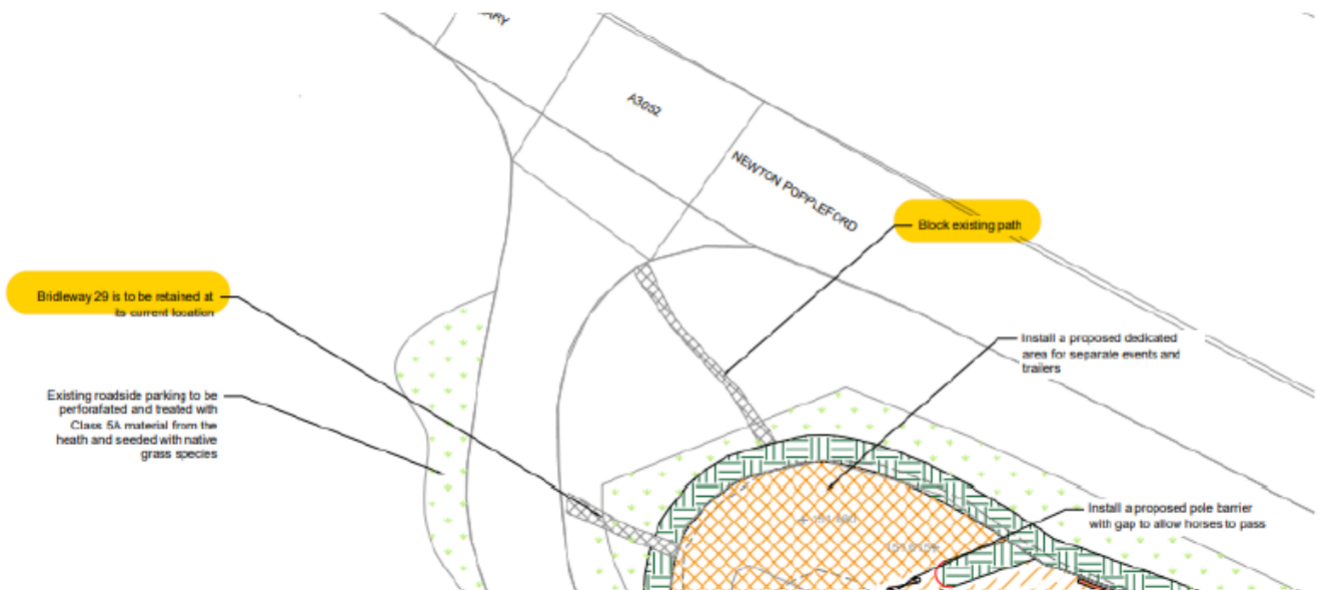 A3052
NEWTON POPPLEFORD
Block existing path
Bridleway 29 is to be retained at
its current location
Install a proposed dedicated
area for separate events and
trailers
Existing roadside parking to be
perforafated and treated with
Class 5A material from the
heath and seeded with native
grass species
Install a proposed pole barrier
with gap to allow horses to pass